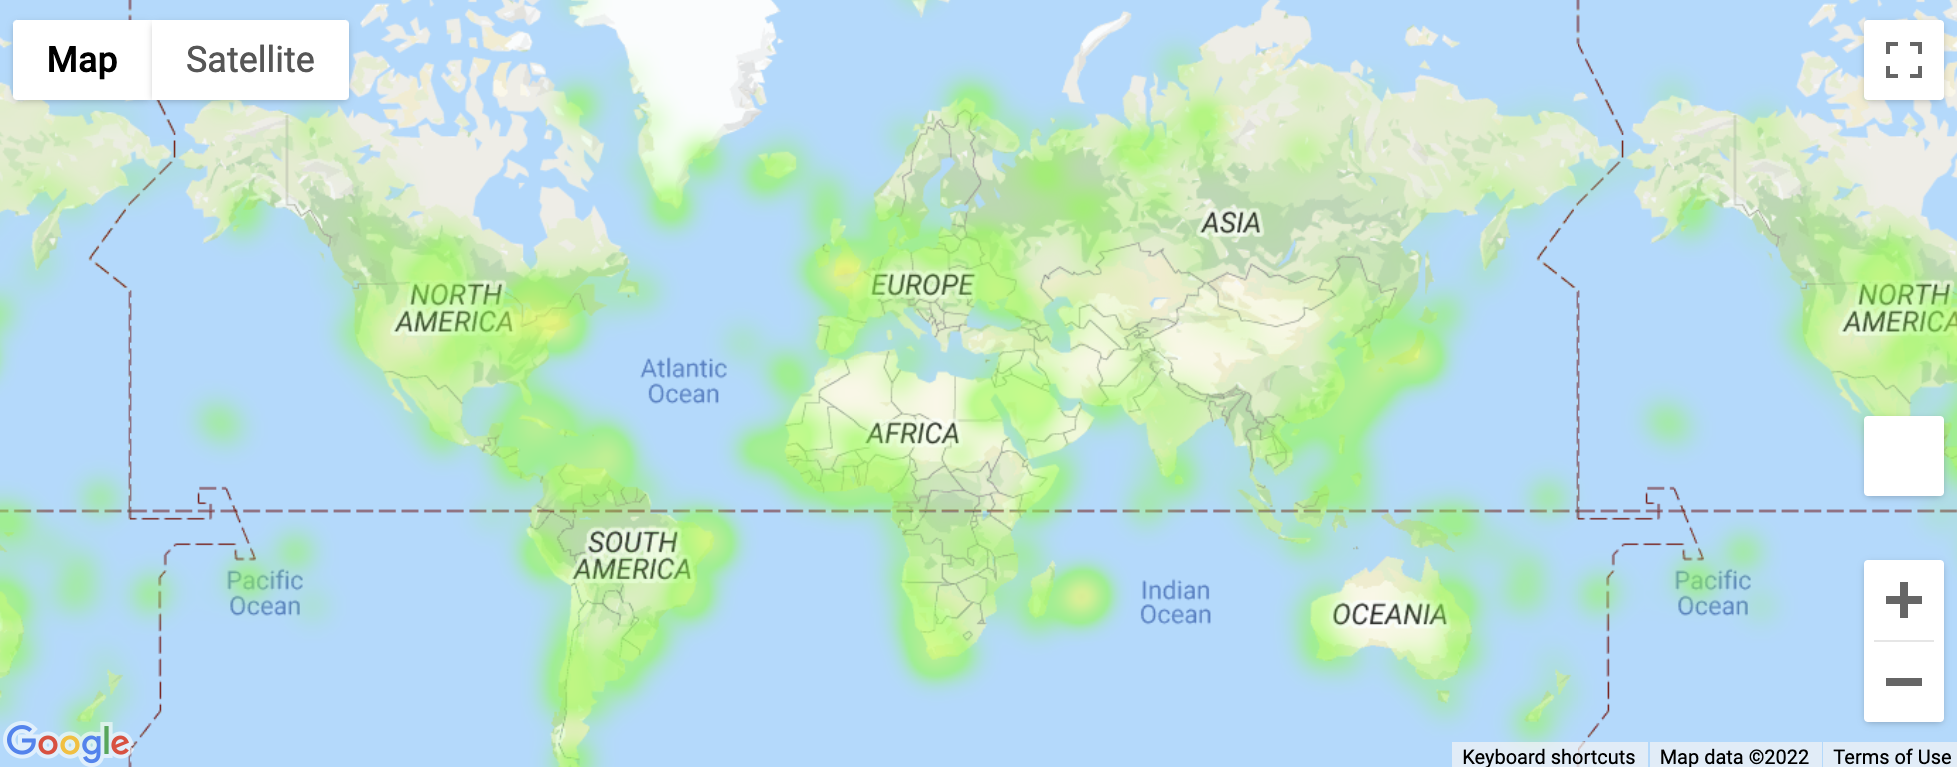 Map
Satellite
ASIA
EUROPE
NORTH
AMERICA
NORTH
AMERICA
Atlantic
Ocean
AFRICA
SOUTH
AMERICA
Pacific
Ocean
Indian
Ocean
OCEANIA
Pacific
Ocean
Google
Keyboard shortcuts
Map data ©2022
Terms of Use